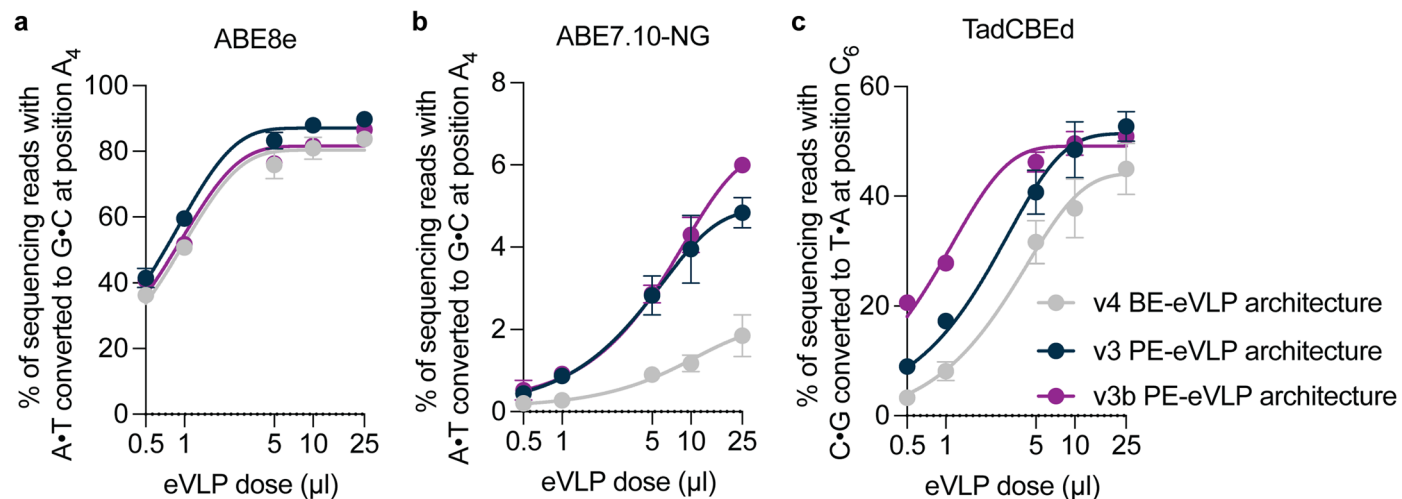 a
ABE8e
% of sequencing reads with
A•T converted to G•C at position A₄
100
80
60
40
20
0
0.5 1 5 10 25
eVLP dose (µl)
b
ABE7.10-NG
% of sequencing reads with
A•T converted to G•C at position A₄
8
6
4
2
0
0.5 1 5 10 25
eVLP dose (µl)
c
TadCBEd
% of sequencing reads with
C•G converted to T•A at position C₆
60
40
20
0
0.5 1 5 10 25
eVLP dose (µl)
v4 BE-eVLP architecture
v3 PE-eVLP architecture
v3b PE-eVLP architecture